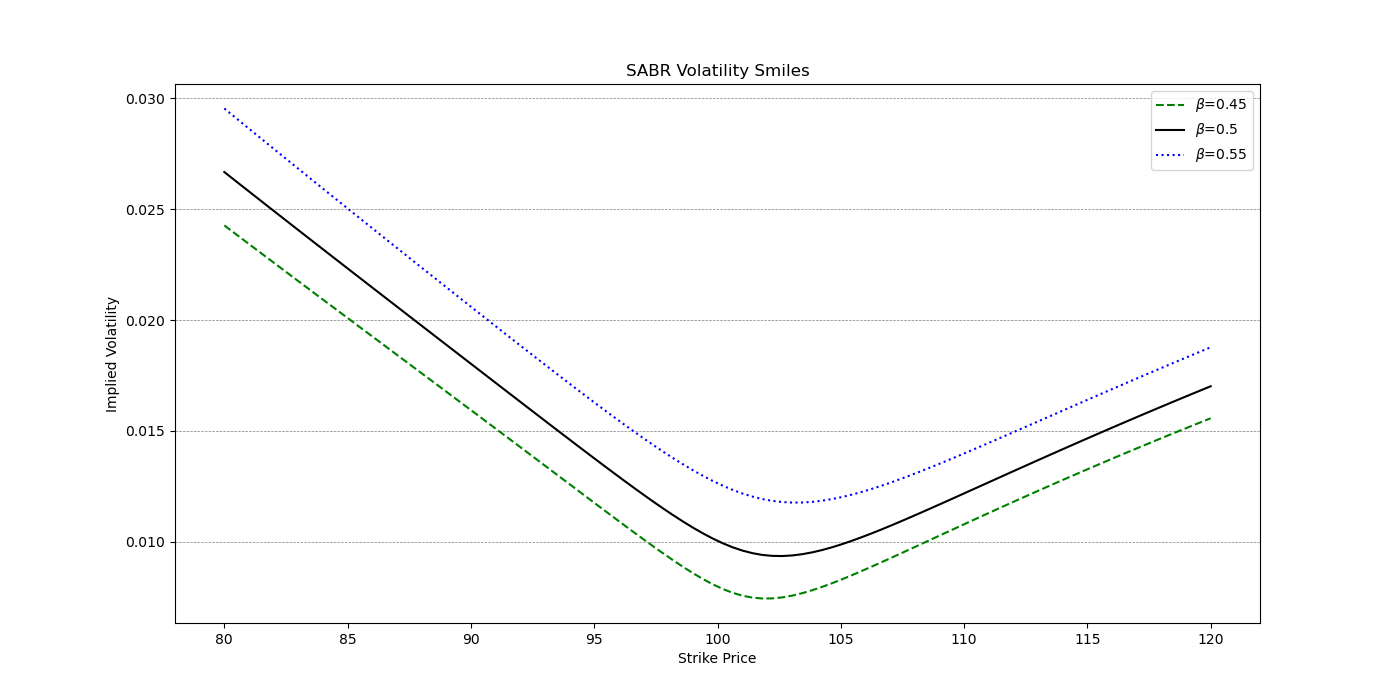 SABR Volatility Smiles
β=0.45
β=0.5
β=0.55
0.030
0.025
0.020
0.015
0.010
Implied Volatility
80 85 90 95 100 105 110 115 120
Strike Price